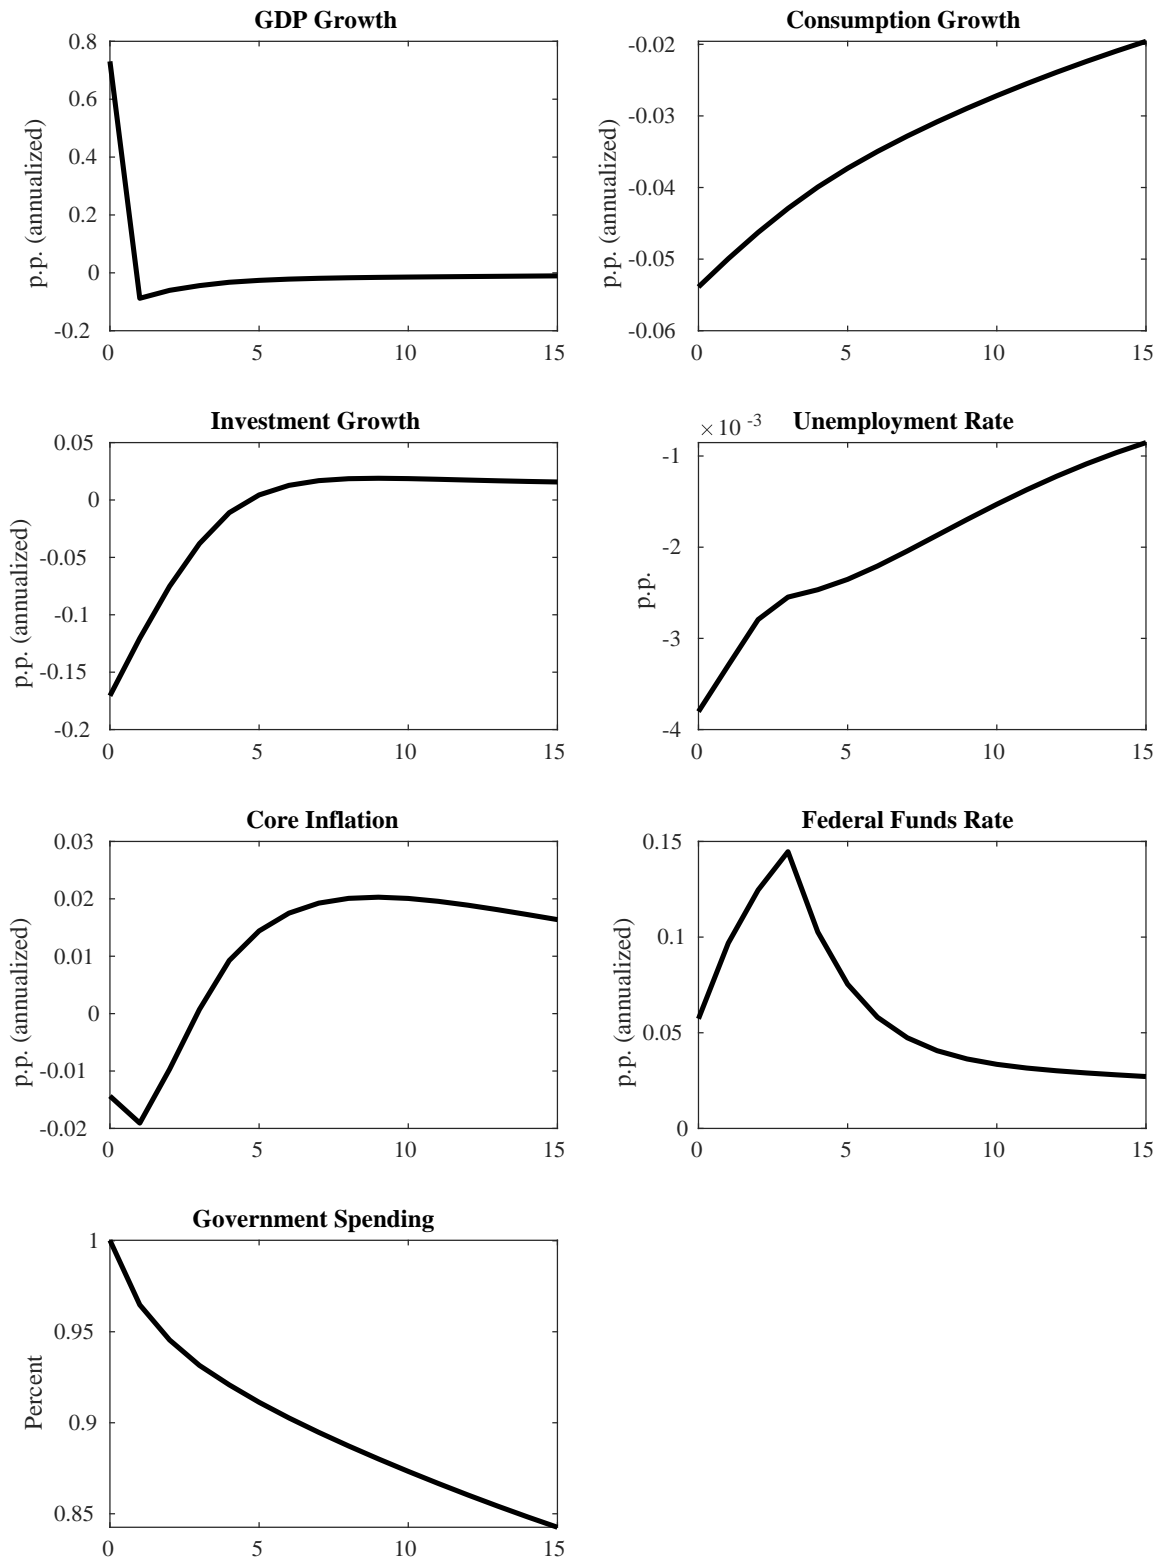 GDP Growth
0.8
0.6
0.4
0.2
0
-0.2
p.p. (annualized)
0 5 10 15
Consumption Growth
-0.02
-0.03
-0.04
-0.05
-0.06
p.p. (annualized)
0 5 10 15
Investment Growth
0.05
0
-0.05
-0.1
-0.15
-0.2
p.p. (annualized)
0 5 10 15
×10 -3
Unemployment Rate
-1
-2
-3
-4
p.p.
0 5 10 15
Core Inflation
0.03
0.02
0.01
0
-0.01
-0.02
p.p. (annualized)
0 5 10 15
Federal Funds Rate
0.15
0.1
0.05
0
p.p. (annualized)
0 5 10 15
Government Spending
1
0.95
0.9
0.85
Percent
0 5 10 15